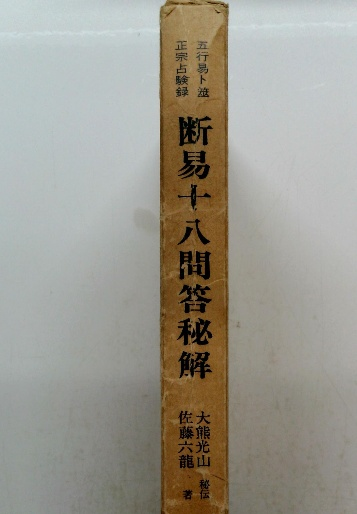 五行易卜筮
正宗占験録
断易十八問答秘解
大熊光山 秘伝
佐藤六龍 著